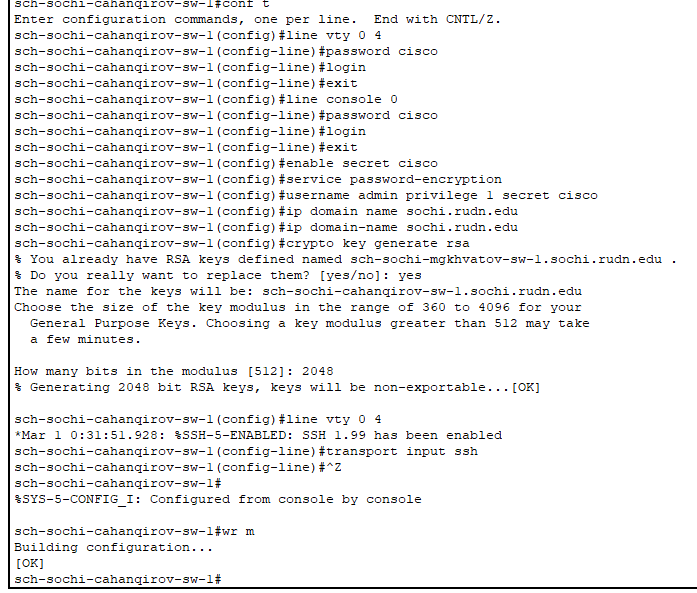 sch-sochi-cahanqirov-sw-1#conf t
Enter configuration commands, one per line.  End with CNTL/Z.
sch-sochi-cahanqirov-sw-1(config)#line vty 0 4
sch-sochi-cahanqirov-sw-1(config-line)#password cisco
sch-sochi-cahanqirov-sw-1(config-line)#login
sch-sochi-cahanqirov-sw-1(config-line)#exit
sch-sochi-cahanqirov-sw-1(config)#line console 0
sch-sochi-cahanqirov-sw-1(config-line)#password cisco
sch-sochi-cahanqirov-sw-1(config-line)#login
sch-sochi-cahanqirov-sw-1(config-line)#exit
sch-sochi-cahanqirov-sw-1(config)#enable secret cisco
sch-sochi-cahanqirov-sw-1(config)#service password-encryption
sch-sochi-cahanqirov-sw-1(config)#username admin privilege 1 secret cisco
sch-sochi-cahanqirov-sw-1(config)#ip domain name sochi.rudn.edu
sch-sochi-cahanqirov-sw-1(config)#ip domain-name sochi.rudn.edu
sch-sochi-cahanqirov-sw-1(config)#crypto key generate rsa
% You already have RSA keys defined named sch-sochi-mgkhvatov-sw-1.sochi.rudn.edu .
% Do you really want to replace them? [yes/no]: yes
The name for the keys will be: sch-sochi-cahanqirov-sw-1.sochi.rudn.edu
Choose the size of the key modulus in the range of 360 to 4096 for your
  General Purpose Keys. Choosing a key modulus greater than 512 may take
  a few minutes.

How many bits in the modulus [512]: 2048
% Generating 2048 bit RSA keys, keys will be non-exportable...[OK]

sch-sochi-cahanqirov-sw-1(config)#line vty 0 4
*Mar 1 0:31:51.928: %SSH-5-ENABLED: SSH 1.99 has been enabled
sch-sochi-cahanqirov-sw-1(config-line)#transport input ssh
sch-sochi-cahanqirov-sw-1(config-line)#^Z
sch-sochi-cahanqirov-sw-1#
%SYS-5-CONFIG_I: Configured from console by console

sch-sochi-cahanqirov-sw-1#wr m
Building configuration...
[OK]
sch-sochi-cahanqirov-sw-1#